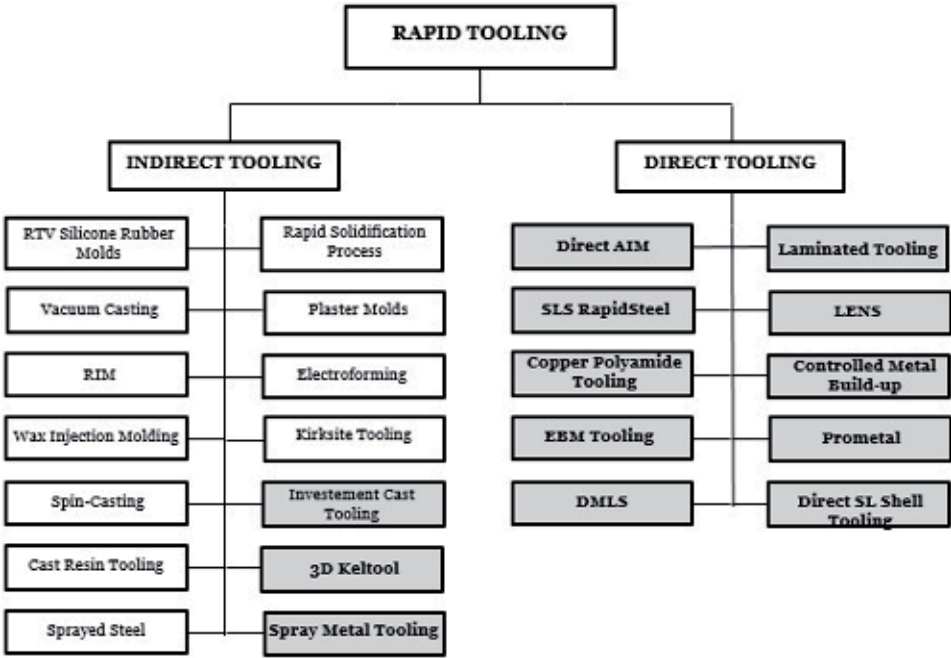 RAPID TOOLING
INDIRECT TOOLING
DIRECT TOOLING
RTV Silicone Rubber
Molds
Rapid Solidification
Process
Direct AIM
Laminated Tooling
Vacuum Casting
Plaster Molds
SLS RapidSteel
LENS
RIM
Electroforming
Copper Polyamide
Tooling
Controlled Metal
Build-up
Wax Injection Molding
Kirksite Tooling
EBM Tooling
Prometal
Spin-Casting
Investement Cast
Tooling
DMLS
Direct SL Shell
Tooling
Cast Resin Tooling
3D Keltool
Sprayed Steel
Spray Metal Tooling